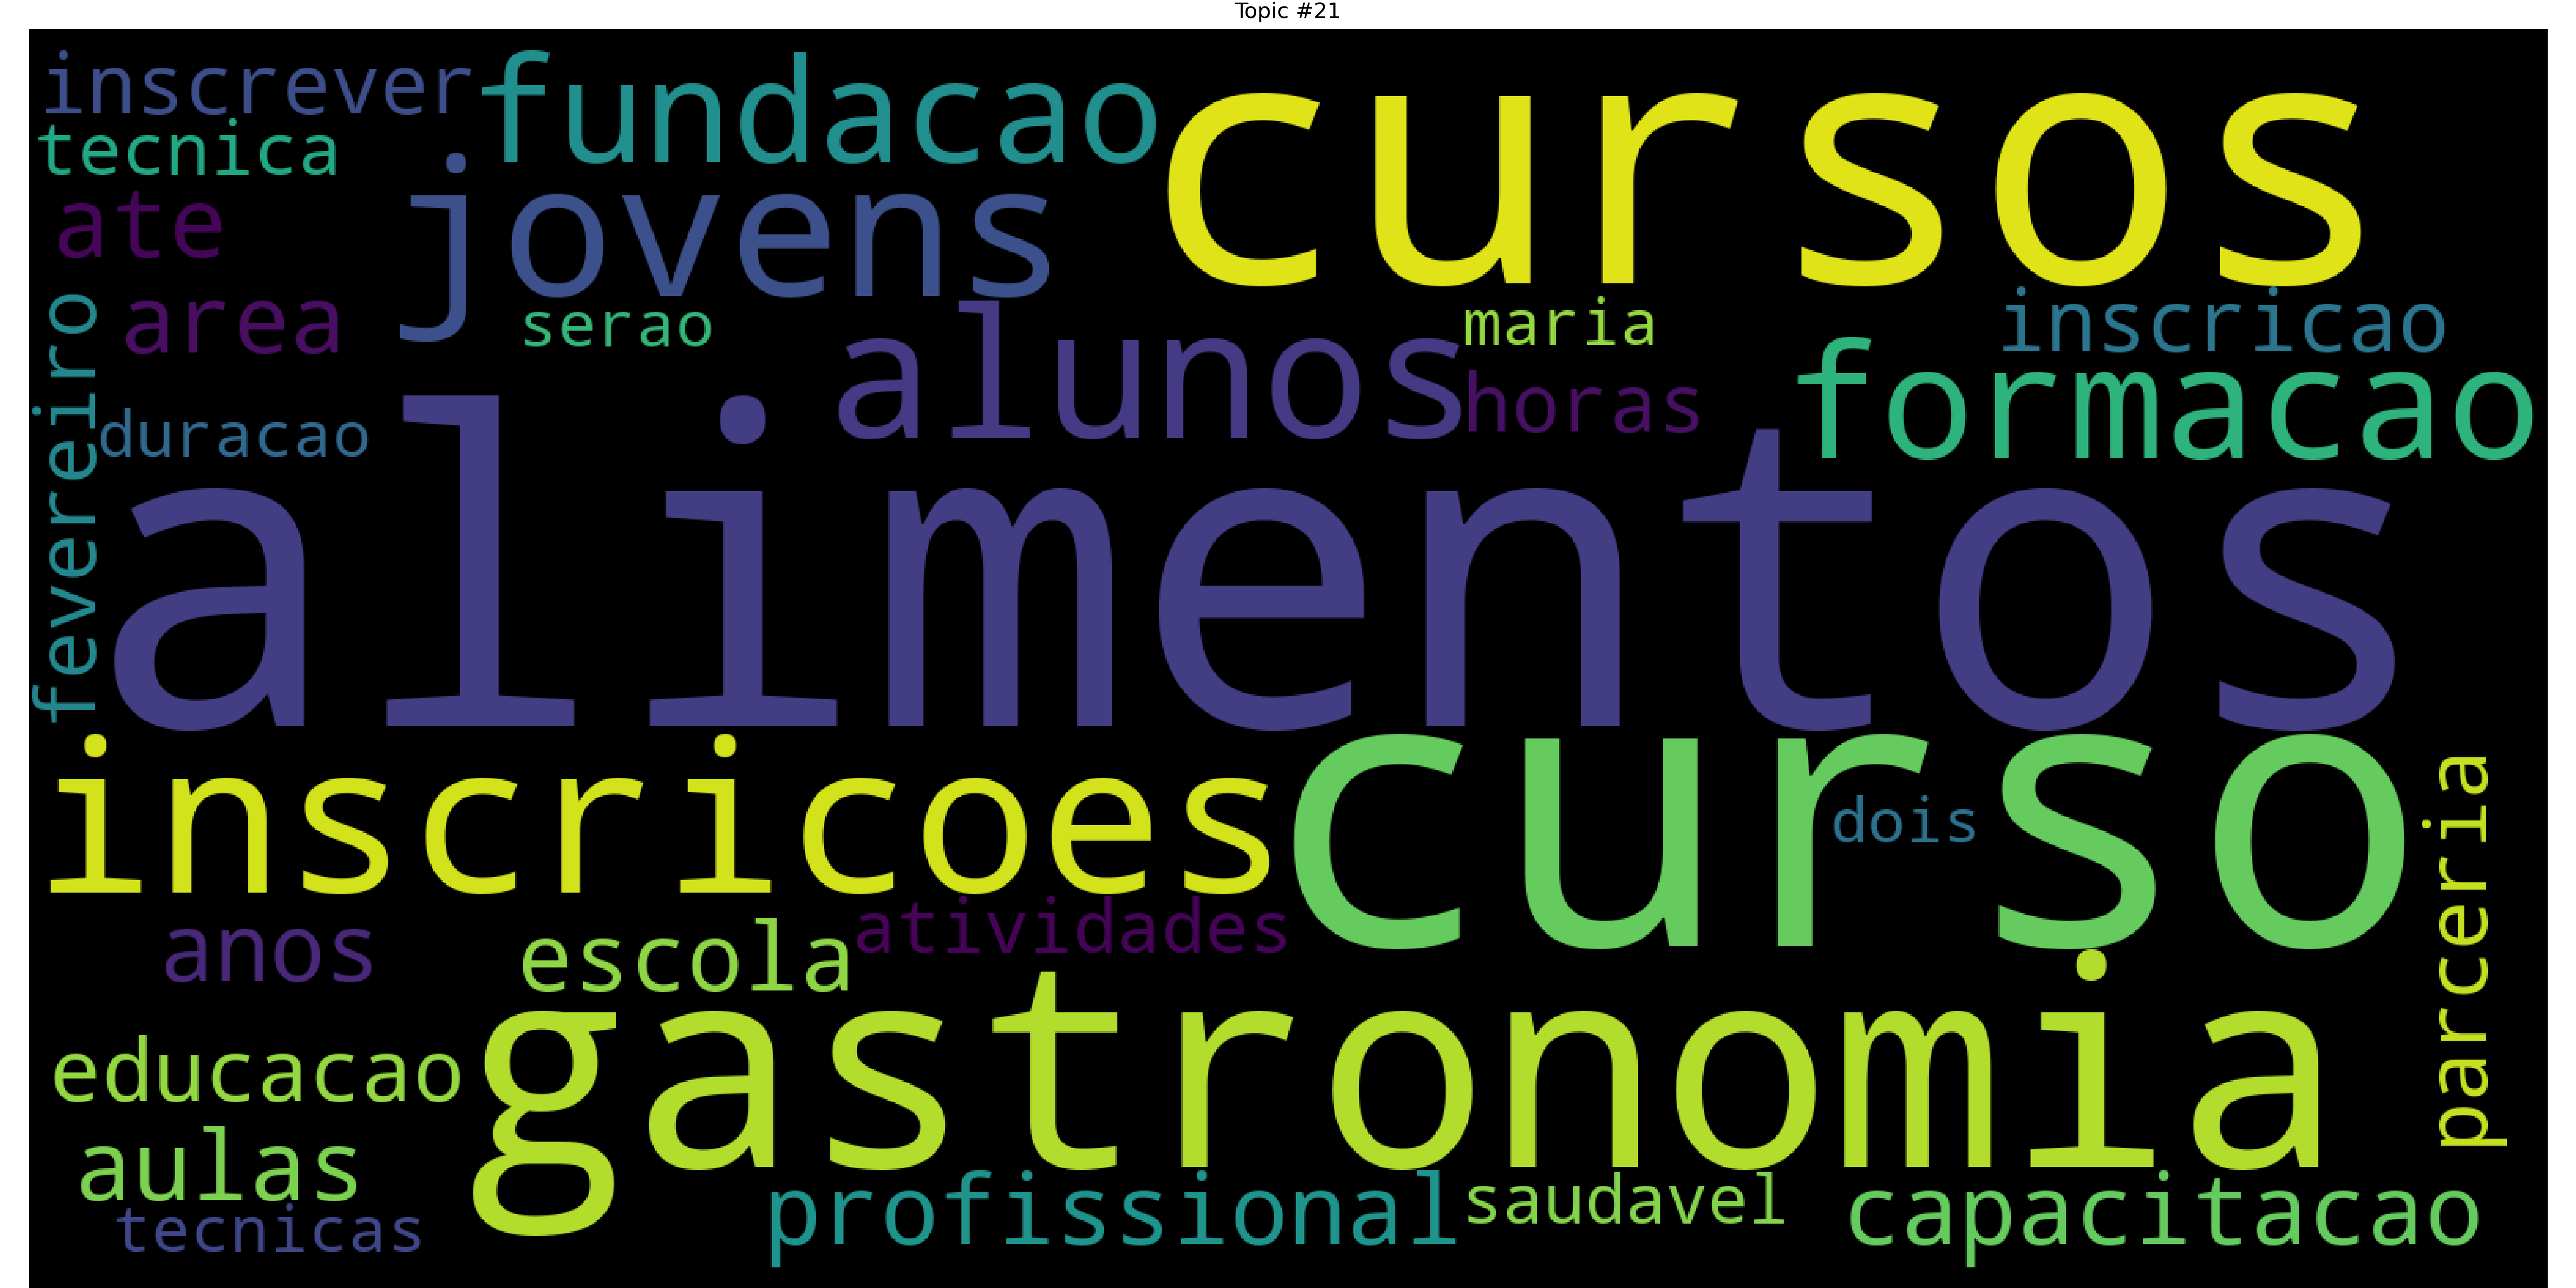 Topic #21
inscrever
fundacao
cursos
tecnica
jovens
ate
area
serao
alunos
maria
inscricao
horas
formacao
fevereiro
duracao
alimentos
inscricoes
curso
dois
parceria
anos
escola
atividades
gastronomia
educacao
aulas
tecnicas
profissional
saudavel
capacitacao